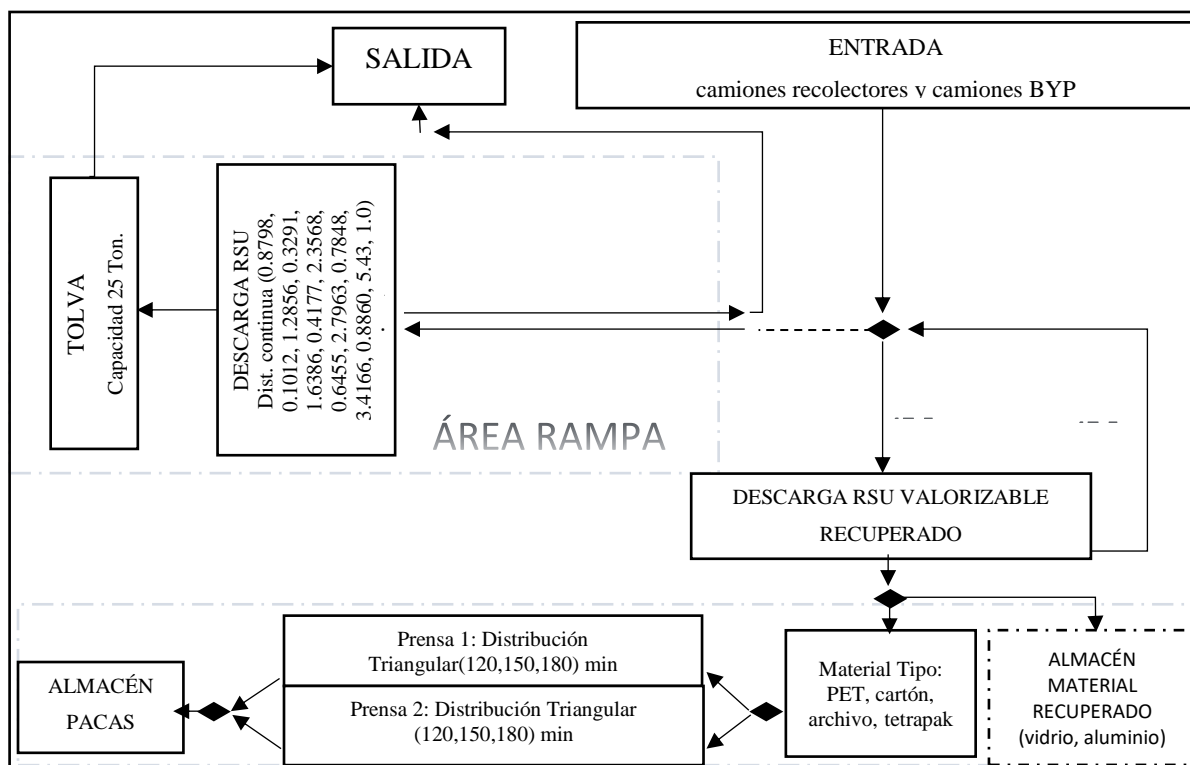 SALIDA
ENTRADA
camiones recolectores y camiones BYP
TOLVA
Capacidad 25 Ton.
DESCARGA RSU
Dist. continua (0.8798,
0.1012, 1.2856, 0.3291,
1.6386, 0.4177, 2.3568,
0.6455, 2.7963, 0.7848,
3.4166, 0.8860, 5.43, 1.0)
ÁREA RAMPA
DESCARGA RSU VALORIZABLE
RECUPERADO
Prensa 1: Distribución
Triangular(120,150,180) min
Prensa 2: Distribución Triangular
(120,150,180) min
ALMACÉN
PACAS
Material Tipo:
PET, cartón,
archivo, tetrapak
ALMACÉN
MATERIAL
RECUPERADO
(vidrio, aluminio)